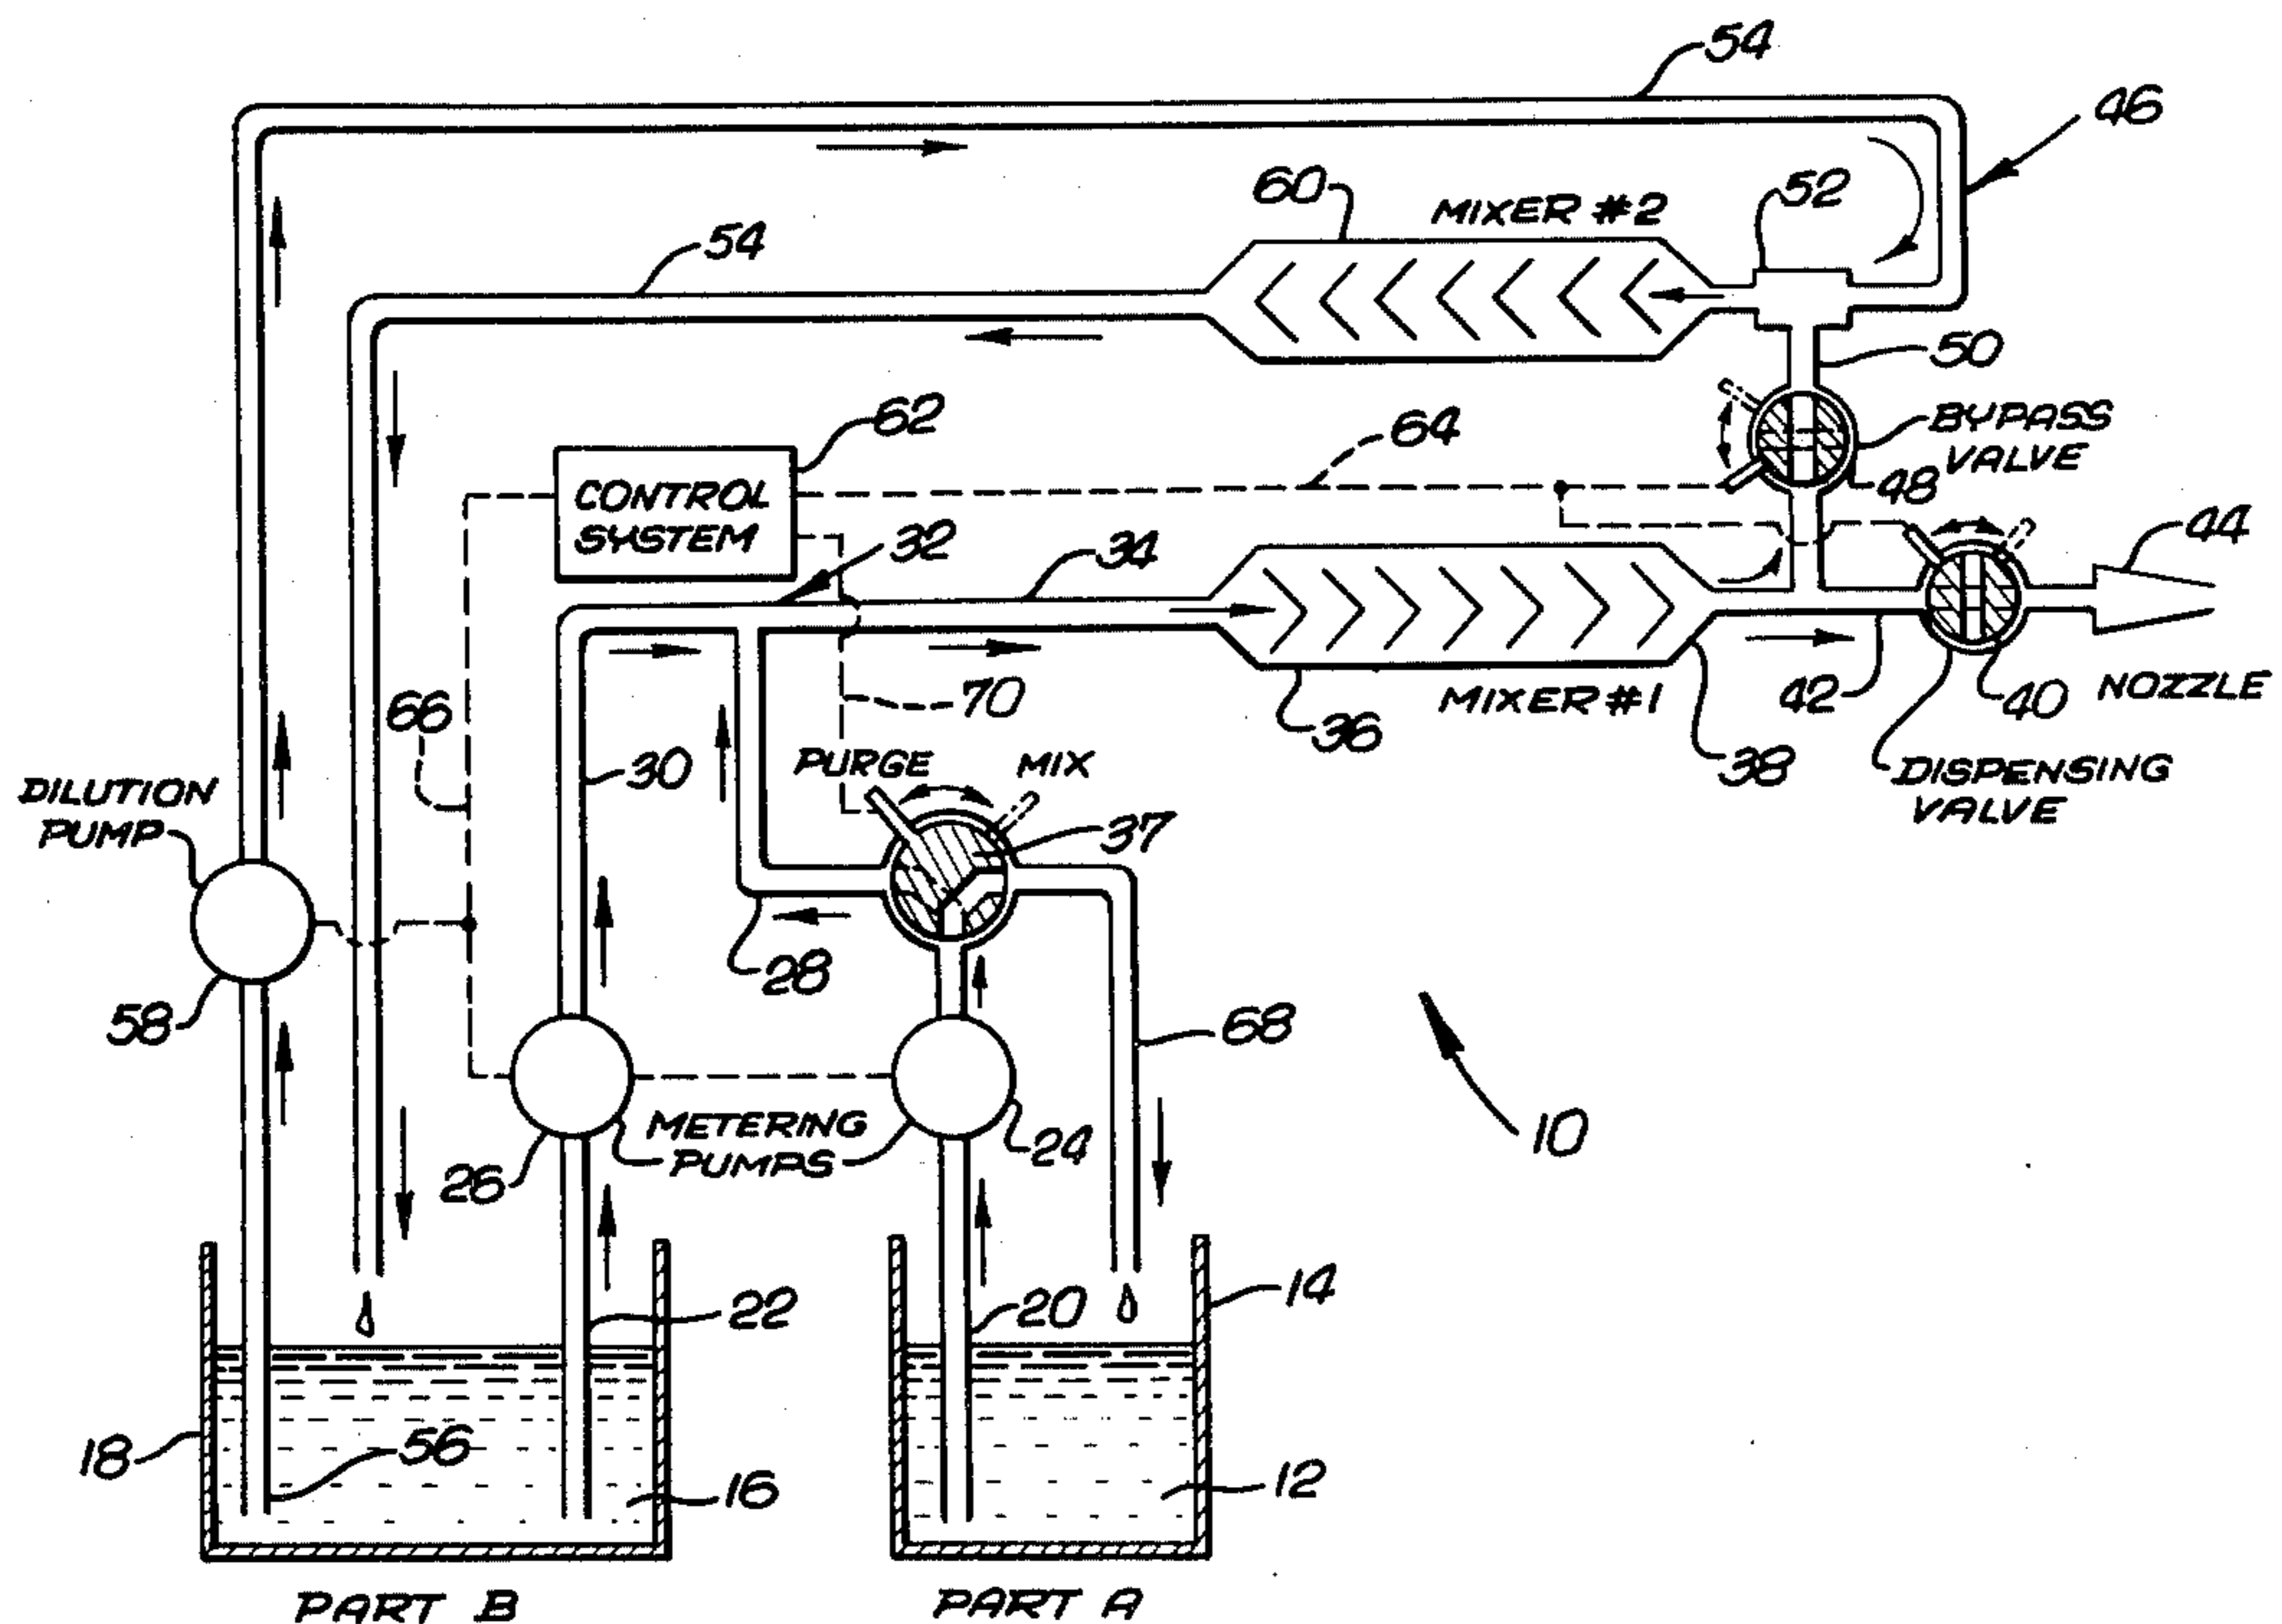 54
46
60
MIXER #2
52
54
50
62
64
BYPASS
VALVE
48
CONTROL
SYSTEM
32
34
44
66
70
30
36
MIXER #1
38
42
40
NOZZLE
DISPENSING
VALVE
PURGE
MIX
37
DILUTION
PUMP
28
58
68
METERING
PUMPS
26
24
10
22
20
14
18
56
16
12
PART B
PART A